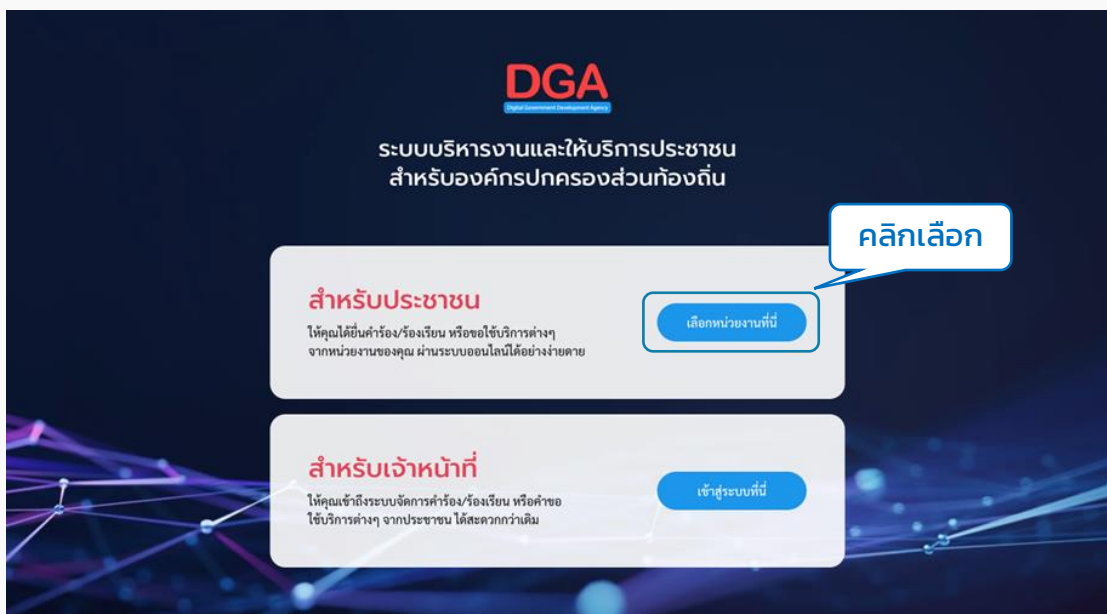 DGA
Digital Government Development Agency
ระบบบริหารงานและให้บริการประชาชน
สำหรับองค์กรปกครองส่วนท้องถิ่น
คลิกเลือก
สำหรับประชาชน
ให้คุณได้ยื่นคำร้อง/ร้องเรียน หรือขอใช้บริการต่างๆ
จากหน่วยงานของคุณ ผ่านระบบออนไลน์ได้อย่างง่ายดาย
เลือกหน่วยงานที่นี่
สำหรับเจ้าหน้าที่
ให้คุณเข้าถึงระบบจัดการคำร้อง/ร้องเรียน หรือคำขอ
ใช้บริการต่างๆ จากประชาชน ได้สะดวกกว่าเดิม
เข้าสู่ระบบที่นี่